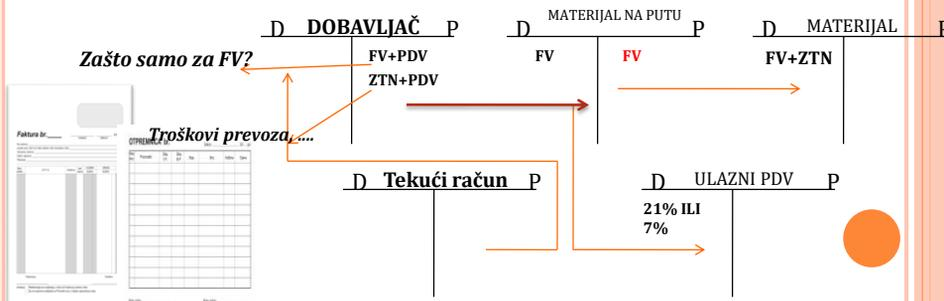 D DOBAVLJAČ P
MATERIJAL NA PUTU
D P
D MATERIJAL P
Zašto samo za FV?
FV+PDV
FV FV
FV+ZTN
ZTN+PDV
Faktura br.
Troškovi prevoza, ....
OTPREMNICA br.
D Tekući račun P
D ULAZNI PDV P
21% ILI
7%